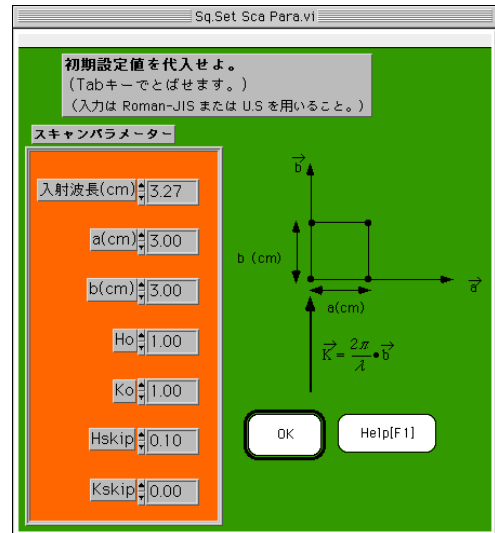 Sq.Set Sca Para.vi
初期設定値を代入せよ。
(Tabキーでとばせます。)
(入力は Roman-JIS または U.S を用いること。)
スキャンパラメーター
入射波長(cm) 3.27
a(cm) 3.00
b(cm) 3.00
Ho 1.00
Ko 1.00
Hskip 0.10
Kskip 0.00
b
b (cm)
a
a(cm)
K = 2π/λ • b
OK
Help[F1]